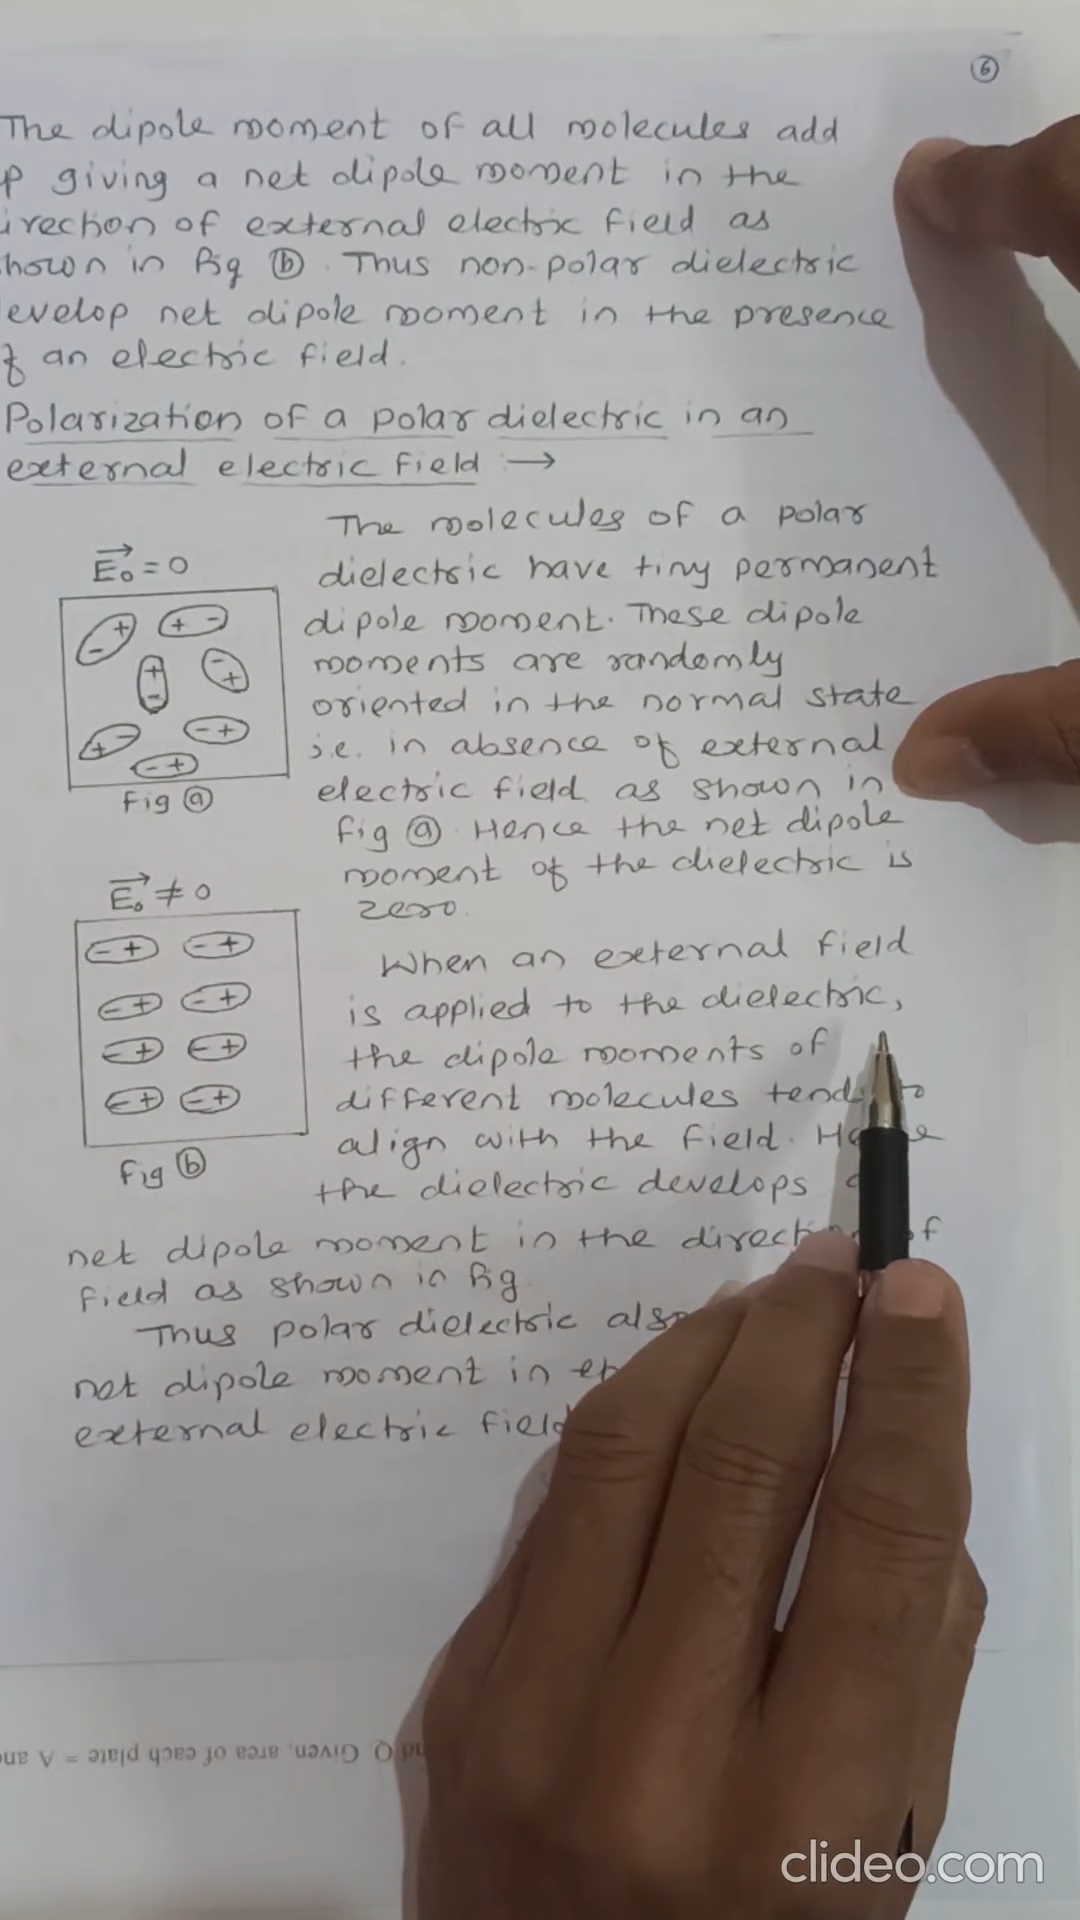 6
The dipole moment of all molecules add
p giving a net dipole moment in the
irection of external electric field as
hown in fig b. Thus non-polar dielectric
evelop net dipole moment in the presence
f an electric field.
Polarization of a polar dielectric in an
external electric field :→
The molecules of a polar
dielectric have tiny permanent
dipole moment. These dipole
moments are randomly
oriented in the normal state
i.e. in absence of external
electric field as shown in
fig a. Hence the net dipole
moment of the dielectric is
zero.
E₀ = 0
+ - + -
+ - - +
+ - - +
- +
Fig a
When an external field
is applied to the dielectric,
the dipole moments of
different molecules tend to
align with the field. H
the dielectric develops
net dipole moment in the direct of
field as shown in fig
Thus polar dielectric als
net dipole moment in
external electric field
E₀ ≠ 0
- + - +
- + - +
- + - +
- + - +
Fig b
nd Q. Given, area of each plate = A an
clideo.com